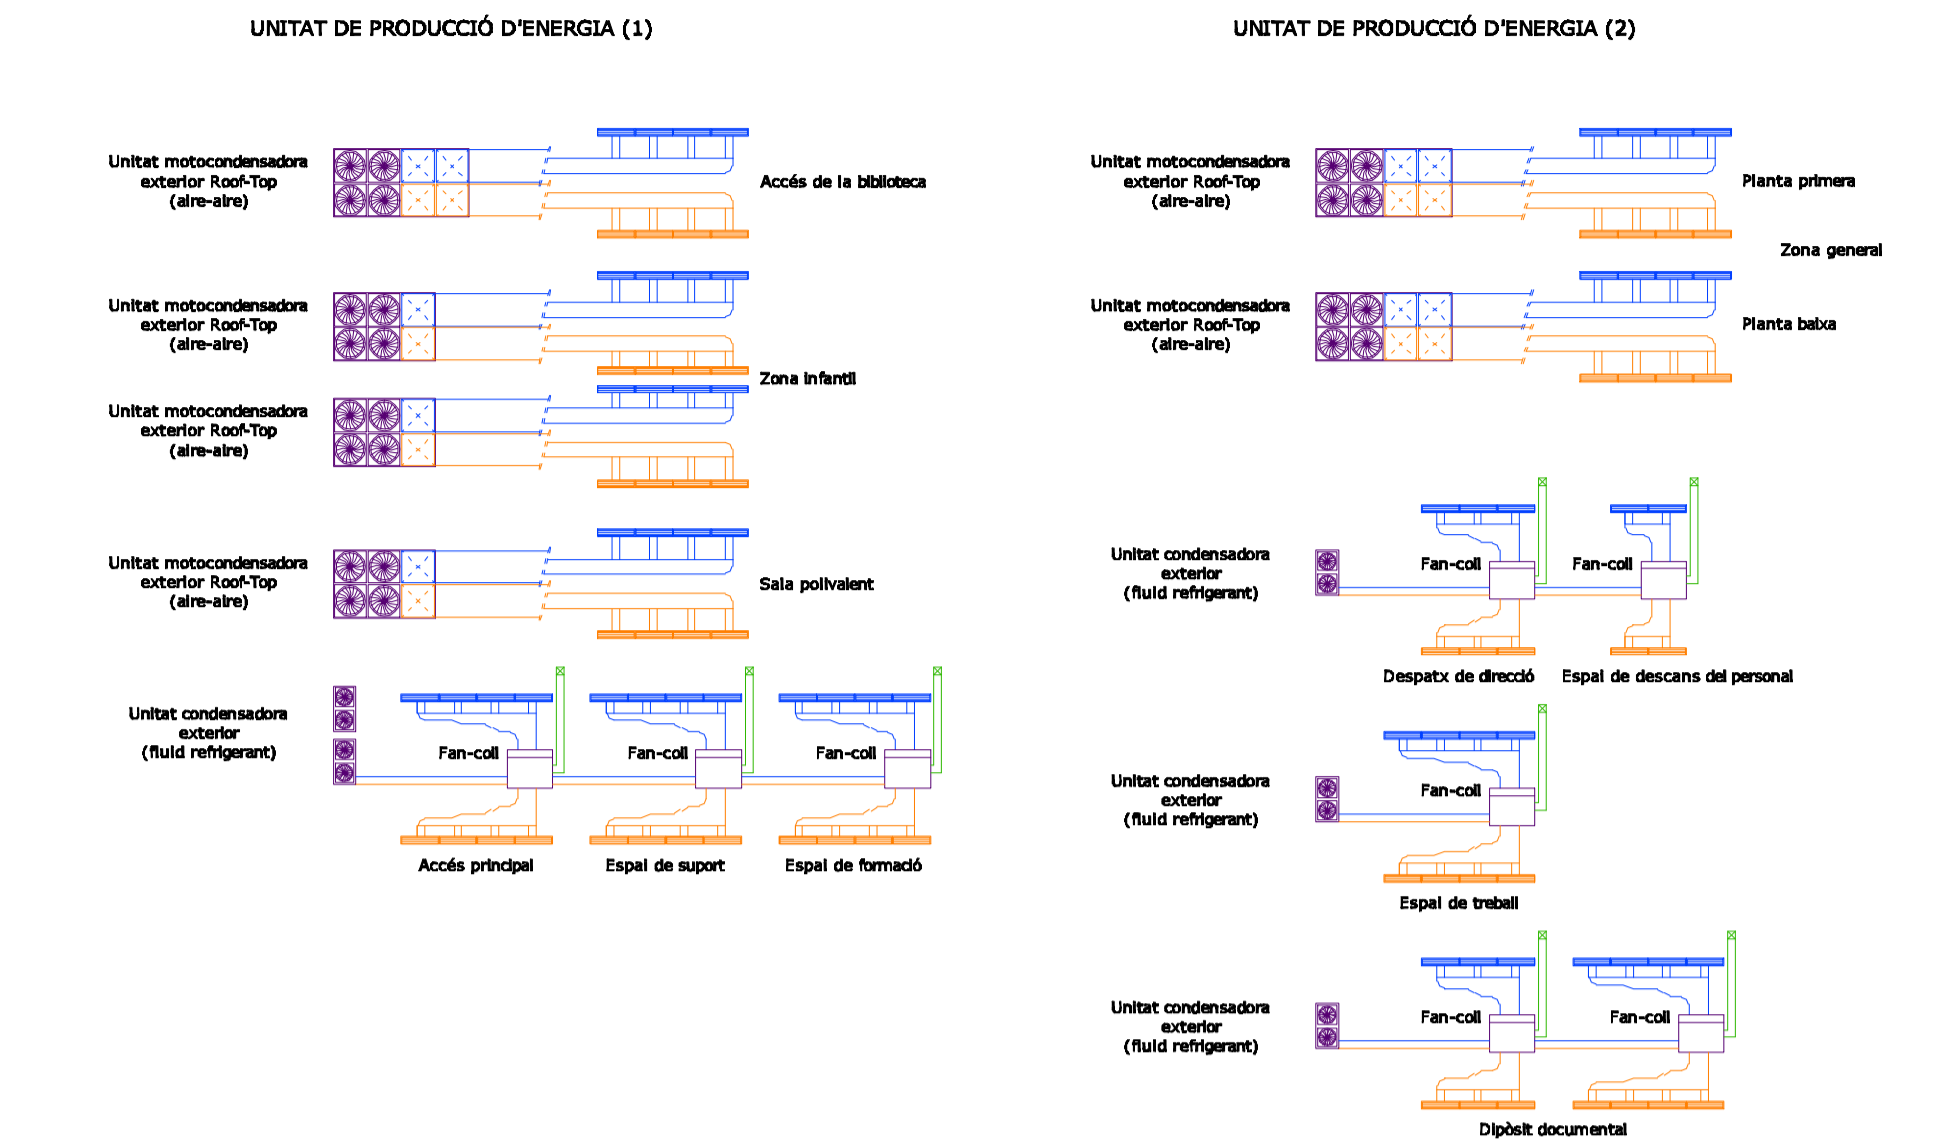 UNITAT DE PRODUCCIÓ D'ENERGIA (1)
Unitat motocondensadora
exterior Roof-Top
(aire-aire)
Accés de la biblioteca
Unitat motocondensadora
exterior Roof-Top
(aire-aire)
Zona infantil
Unitat motocondensadora
exterior Roof-Top
(aire-aire)
Unitat motocondensadora
exterior Roof-Top
(aire-aire)
Sala polivalent
Unitat condensadora
exterior
(fluid refrigerant)
Fan-coil
Fan-coil
Fan-coil
Accés principal
Espai de suport
Espai de formació
UNITAT DE PRODUCCIÓ D'ENERGIA (2)
Unitat motocondensadora
exterior Roof-Top
(aire-aire)
Planta primera
Zona general
Unitat motocondensadora
exterior Roof-Top
(aire-aire)
Planta baixa
Unitat condensadora
exterior
(fluid refrigerant)
Fan-coil
Fan-coil
Despatx de direcció
Espai de descans del personal
Unitat condensadora
exterior
(fluid refrigerant)
Fan-coil
Espai de treball
Unitat condensadora
exterior
(fluid refrigerant)
Fan-coil
Fan-coil
Dipòsit documental